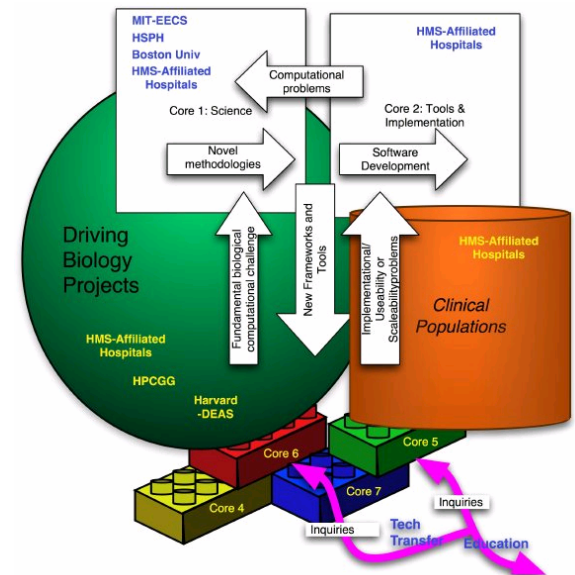 MIT-EECS
HSPH
Boston Univ
HMS-Affiliated
Hospitals
HMS-Affiliated
Hospitals
Computational
problems
Core 1: Science
Core 2: Tools &
Implementation
Novel
methodologies
Software
Development
Driving
Biology
Projects
Fundamental biological
computational challenge
New Frameworks and
Tools
Implementational/
Useability or
Scaleabilityproblems
HMS-Affiliated
Hospitals
Clinical
Populations
HMS-Affiliated
Hospitals
HPCGG
Harvard
-DEAS
Core 6
Core 5
Core 4
Core 7
Inquiries
Inquiries
Tech
Transfer
Education